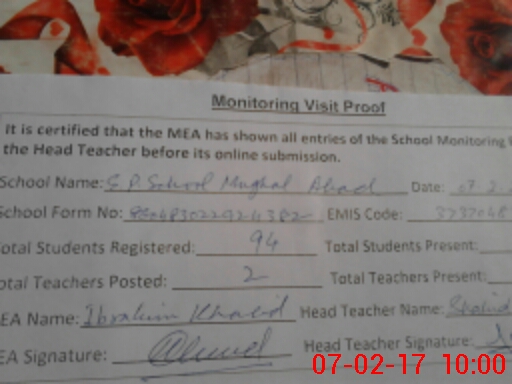 Monitoring Visit Proof
It is certified that the MEA has shown all entries of the School Monitoring
the Head Teacher before its online submission.
School Name: G P School Mughal Abad Date: 07.2.
School Form No: EMIS Code: 3737048
Total Students Registered: 94 Total Students Present:
Total Teachers Posted: 2 Total Teachers Present:
EA Name: Ibrahim Khalid Head Teacher Name:
EA Signature: Head Teacher Signature:
07-02-17 10:00